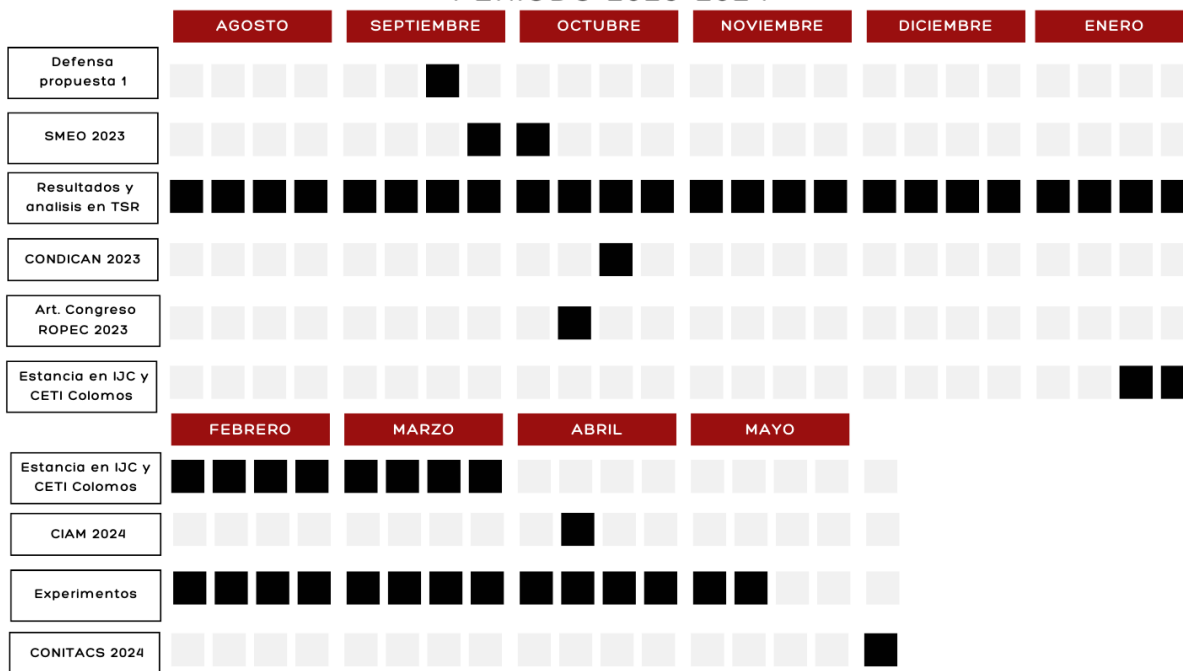 AGOSTO SEPTIEMBRE OCTUBRE NOVIEMBRE DICIEMBRE ENERO
Defensa
propuesta 1
SMEO 2023
Resultados y
analisis en TSR
CONDICAN 2023
Art. Congreso
ROPEC 2023
Estancia en IJC y
CETI Colomos
FEBRERO MARZO ABRIL MAYO
Estancia en IJC y
CETI Colomos
CIAM 2024
Experimentos
CONITACS 2024